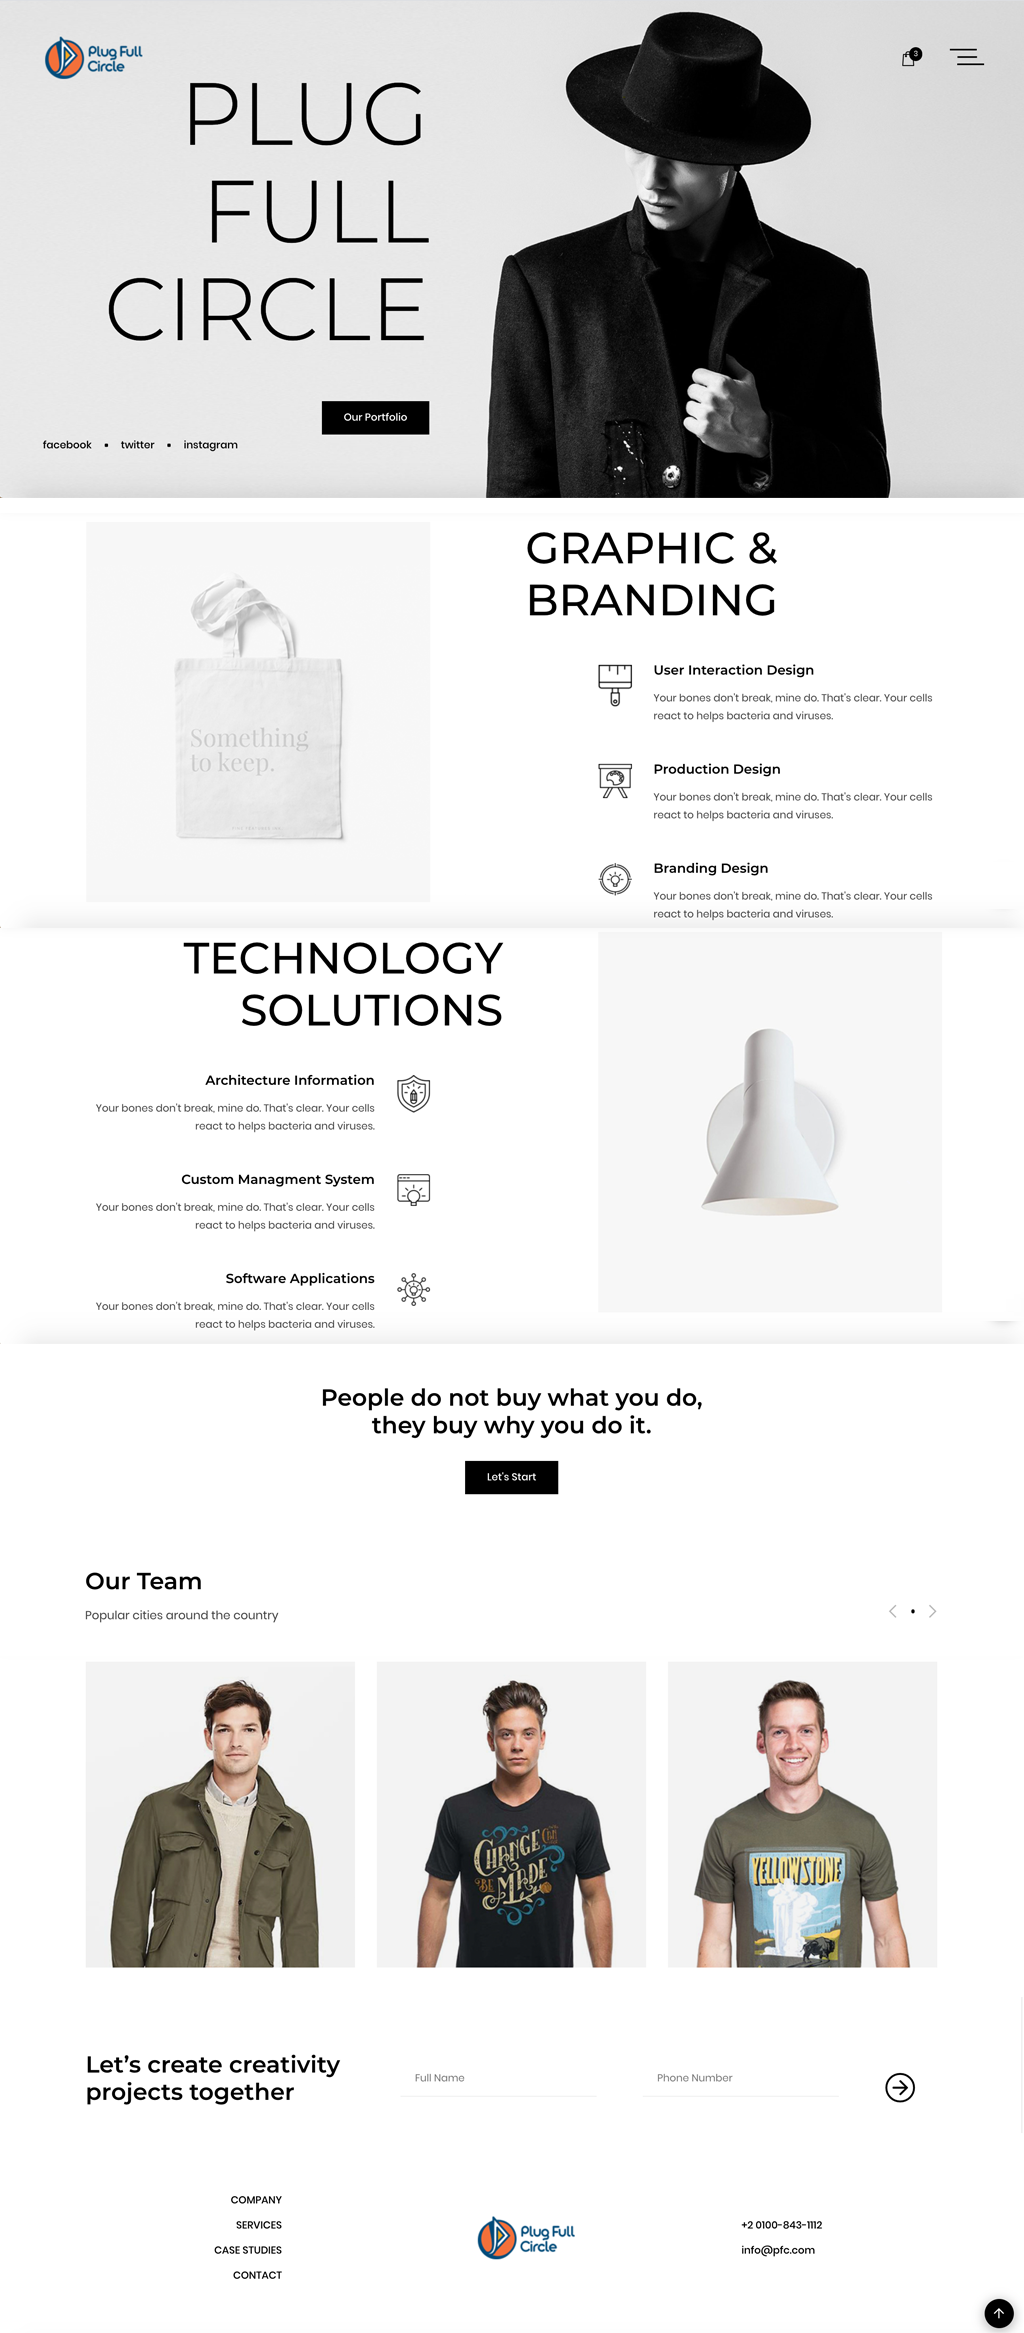 Plug Full
Circle
3
PLUG
FULL
CIRCLE
Our Portfolio
facebook ▪ twitter ▪ instagram
Something
to keep.
GRAPHIC &
BRANDING
User Interaction Design
Your bones don't break, mine do. That's clear. Your cells
react to helps bacteria and viruses.
Production Design
Your bones don't break, mine do. That's clear. Your cells
react to helps bacteria and viruses.
Branding Design
Your bones don't break, mine do. That's clear. Your cells
react to helps bacteria and viruses.
TECHNOLOGY
SOLUTIONS
Architecture Information
Your bones don't break, mine do. That's clear. Your cells
react to helps bacteria and viruses.
Custom Managment System
Your bones don't break, mine do. That's clear. Your cells
react to helps bacteria and viruses.
Software Applications
Your bones don't break, mine do. That's clear. Your cells
react to helps bacteria and viruses.
People do not buy what you do,
they buy why you do it.
Let's Start
Our Team
Popular cities around the country
CHANGE CAN
BE MADE
YELLOWSTONE
Let's create creativity
projects together
Full Name
Phone Number
COMPANY
SERVICES
CASE STUDIES
CONTACT
Plug Full
Circle
+2 0100-843-1112
info@pfc.com